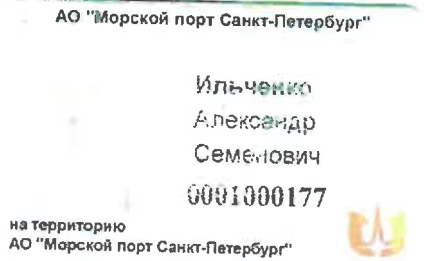 АО "Морской порт Санкт-Петербург"
Ильченко
Александр
Семенович
0001000177
на территорию
АО "Морской порт Санкт-Петербург"